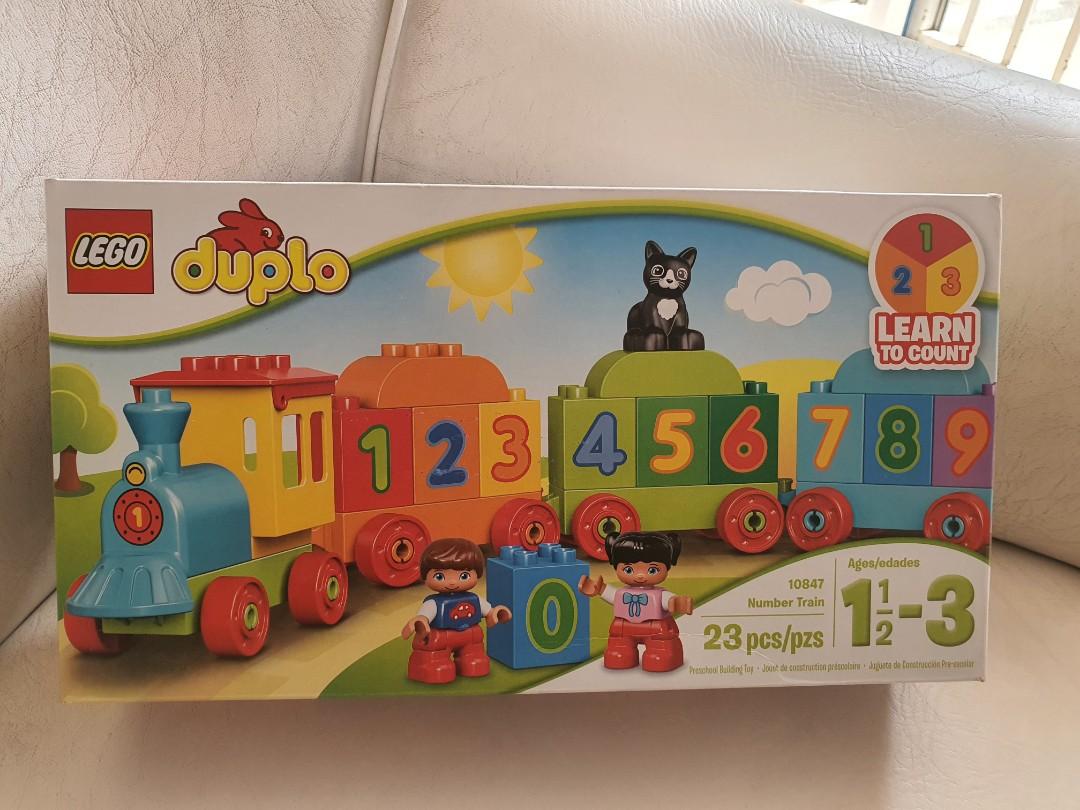 LEGO
duplo
1
2 3
LEARN
TO COUNT
1 2 3
4 5 6
7 8 9
1
0
10847
Number Train
23 pcs/pzs
Ages/edades
1 1/2-3
Preschool Building Toy · Jouet de construction préscolaire · Juguete de Construcción Pre-escolar